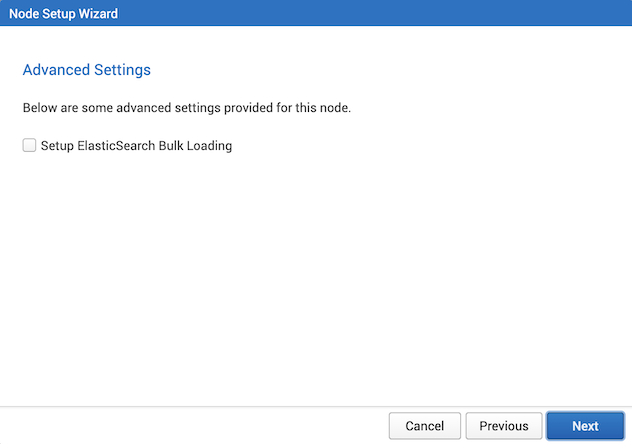 Node Setup Wizard
Advanced Settings
Below are some advanced settings provided for this node.
Setup ElasticSearch Bulk Loading
Cancel Previous Next